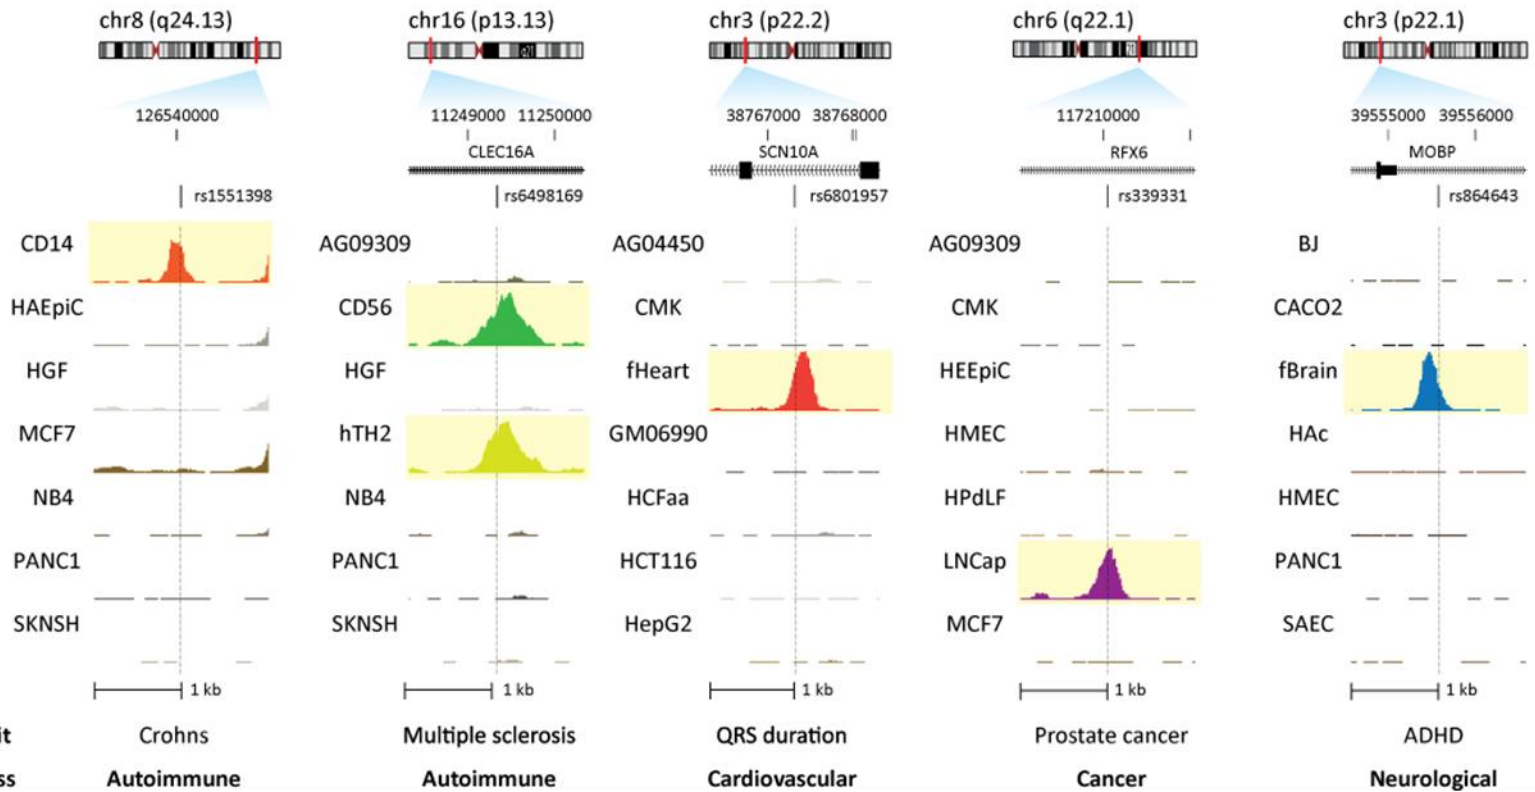 chr8 (q24.13) chr16 (p13.13) chr3 (p22.2) chr6 (q22.1) chr3 (p22.1)
126540000 11249000 11250000 38767000 38768000 117210000 39555000 39556000
CLEC16A SCN10A RFX6 MOBP
rs1551398 rs6498169 rs6801957 rs339331 rs864643
CD14 AG09309 AG04450 AG09309 BJ
HAEpiC CD56 CMK CMK CACO2
HGF HGF fHeart HEEpiC fBrain
MCF7 hTH2 GM06990 HMEC HAc
NB4 NB4 HCFaa HPdLF HMEC
PANC1 PANC1 HCT116 LNCap PANC1
SKNSH SKNSH HepG2 MCF7 SAEC
1 kb 1 kb 1 kb 1 kb 1 kb
it Crohns Multiple sclerosis QRS duration Prostate cancer ADHD
ss Autoimmune Autoimmune Cardiovascular Cancer Neurological